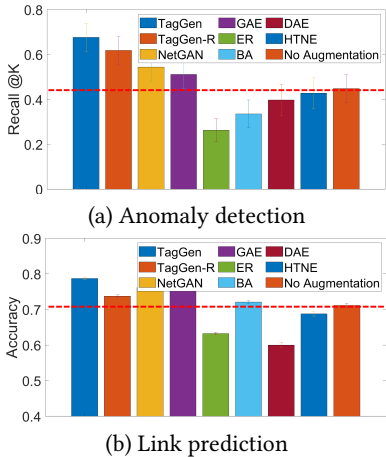 0.8
TagGen GAE DAE
TagGen-R ER HTNE
NetGAN BA No Augmentation
0.6
0.4
0.2
0
Recall @K
(a) Anomaly detection
0.9
TagGen GAE DAE
TagGen-R ER HTNE
NetGAN BA No Augmentation
0.8
0.7
0.6
0.5
0.4
Accuracy
(b) Link prediction